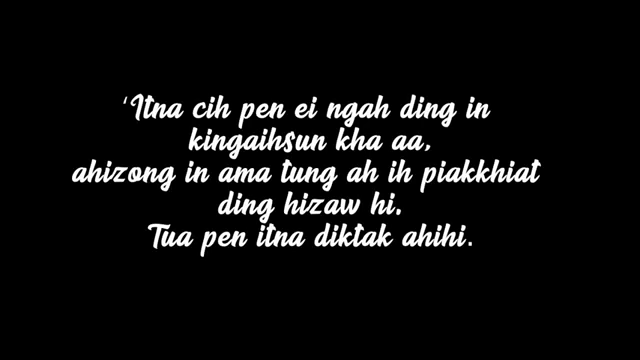 'Itna cih pen ei ngah ding in
kingaihsun kha aa,
ahizong in ama tung ah ih piakkhiat
ding hizaw hi.
Tua pen itna diktak ahihi.